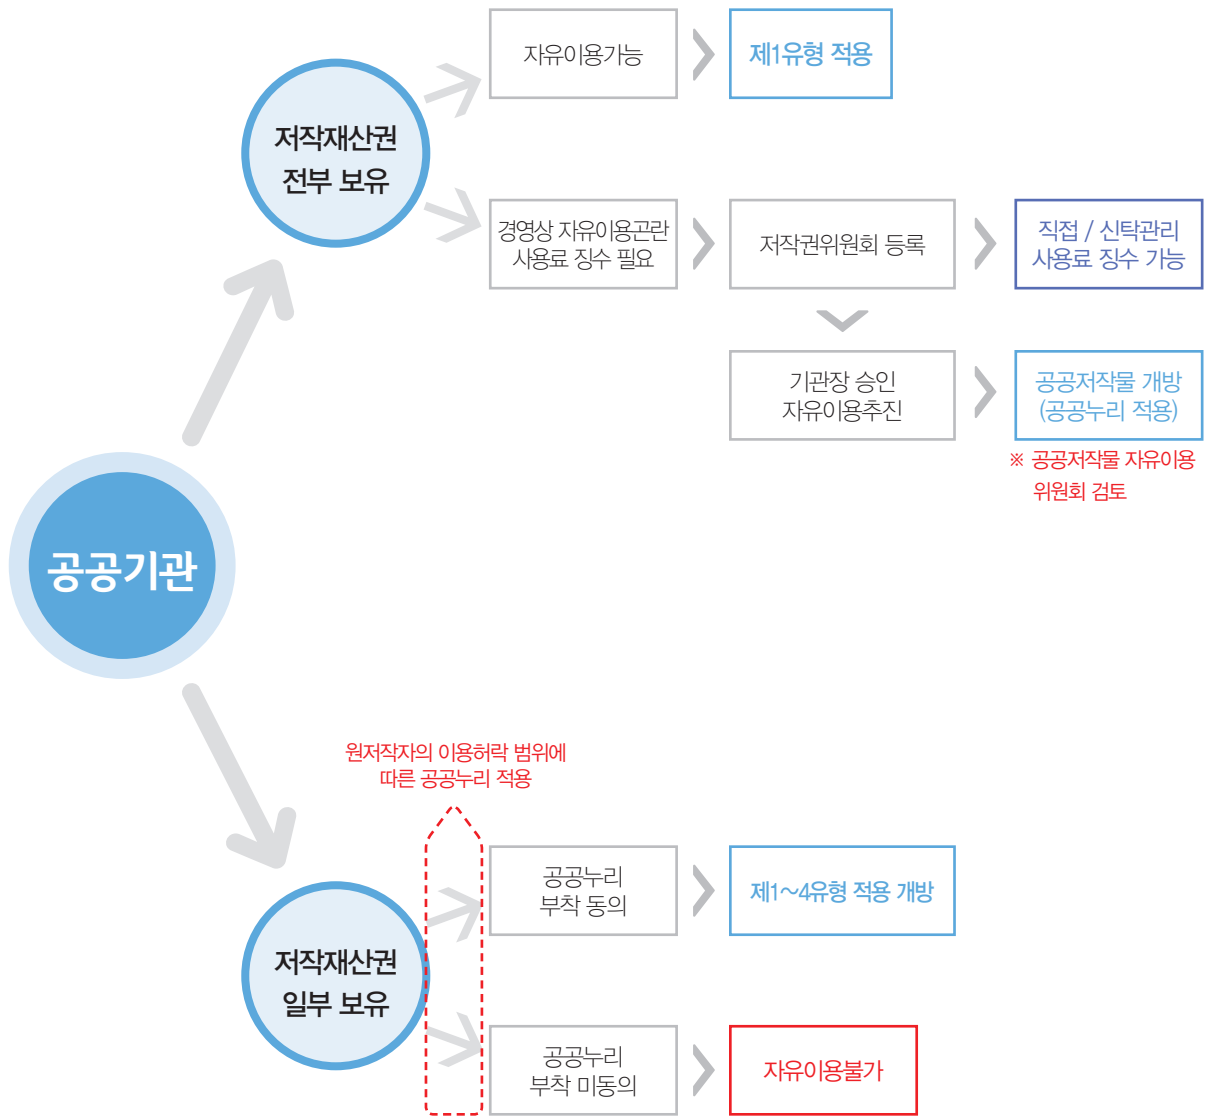 자유이용가능
제1유형 적용
저작재산권
전부 보유
경영상 자유이용곤란
사용료 징수 필요
저작권위원회 등록
직접 / 신탁관리
사용료 징수 가능
기관장 승인
자유이용추진
공공저작물 개방
(공공누리 적용)
※ 공공저작물 자유이용
위원회 검토
공공기관
원저작자의 이용허락 범위에
따른 공공누리 적용
저작재산권
일부 보유
공공누리
부착 동의
제1~4유형 적용 개방
공공누리
부착 미동의
자유이용불가